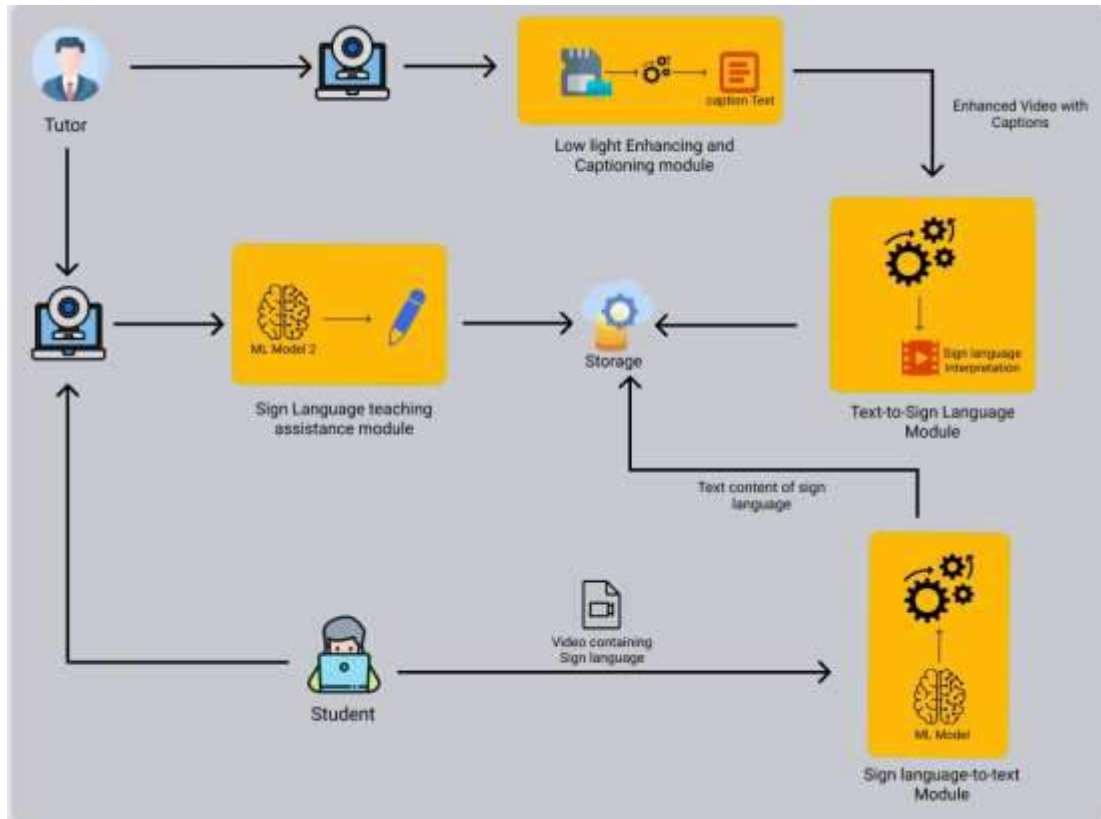 Tutor
caption Text
Low light Enhancing and
Captioning module
Enhanced Video with
Captions
ML Model 2
Sign Language teaching
assistance module
Storage
Sign language
Interpretation
Text-to-Sign Language
Module
Text content of sign
language
Video containing
Sign language
Student
ML Model
Sign language-to-text
Module